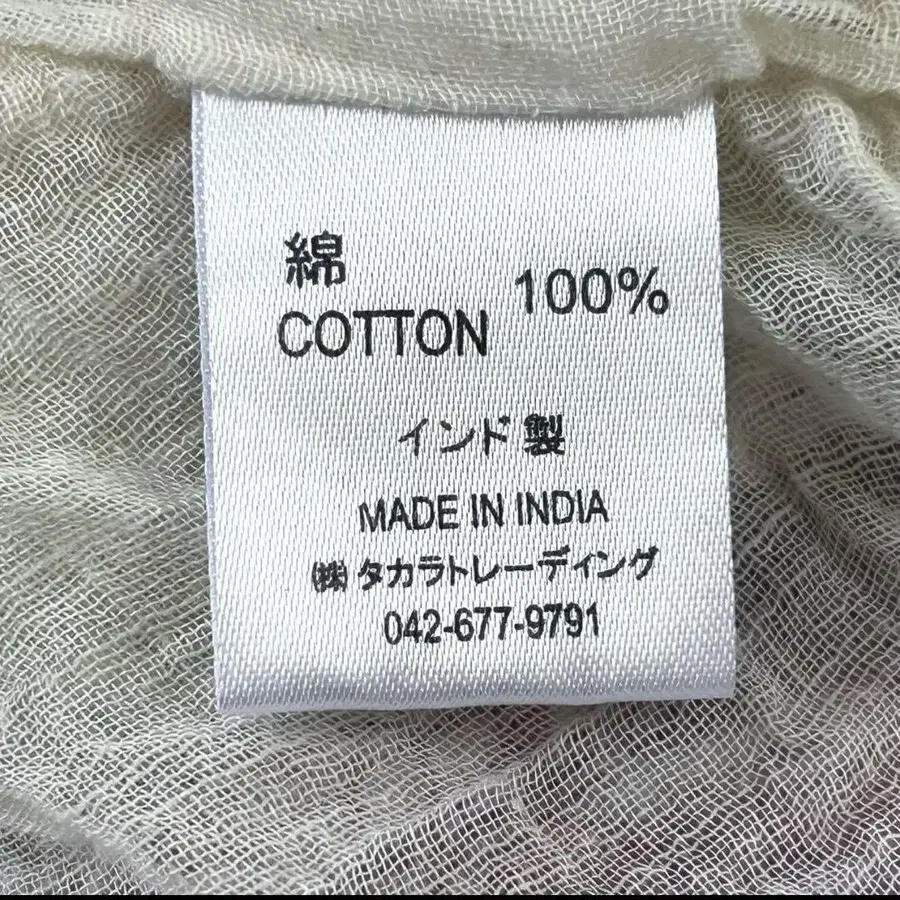 綿
COTTON 100%
インド製
MADE IN INDIA
㈱タカラトレーディング
042-677-9791